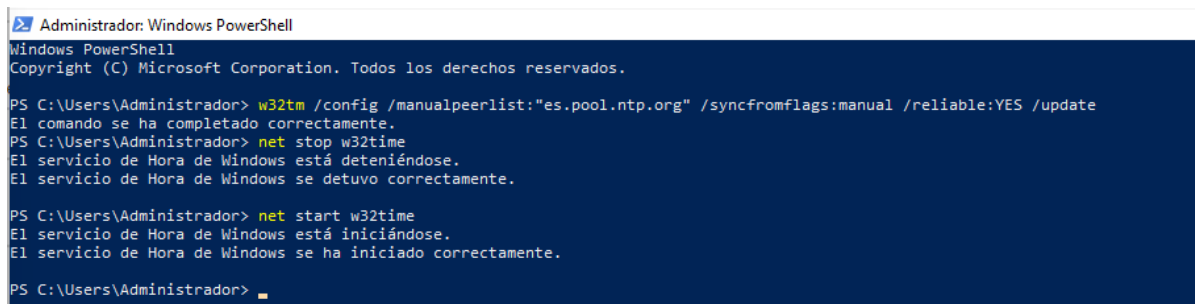 Administrador: Windows PowerShell
Windows PowerShell
Copyright (C) Microsoft Corporation. Todos los derechos reservados.
PS C:\Users\Administrador> w32tm /config /manualpeerlist:"es.pool.ntp.org" /syncfromflags:manual /reliable:YES /update
El comando se ha completado correctamente.
PS C:\Users\Administrador> net stop w32time
El servicio de Hora de Windows está deteniéndose.
El servicio de Hora de Windows se detuvo correctamente.
PS C:\Users\Administrador> net start w32time
El servicio de Hora de Windows está iniciándose.
El servicio de Hora de Windows se ha iniciado correctamente.
PS C:\Users\Administrador>